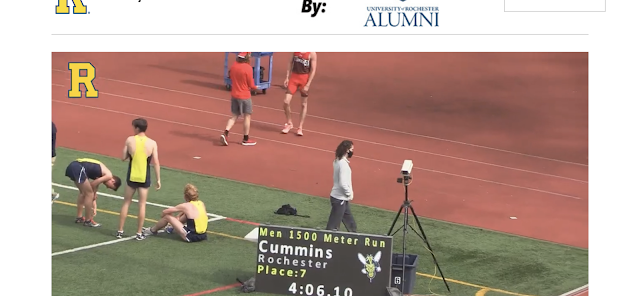 R
By:
UNIVERSITY of ROCHESTER
ALUMNI
R
Men 1500 Meter Run
Cummins
Rochester
Place:7
4:06.10